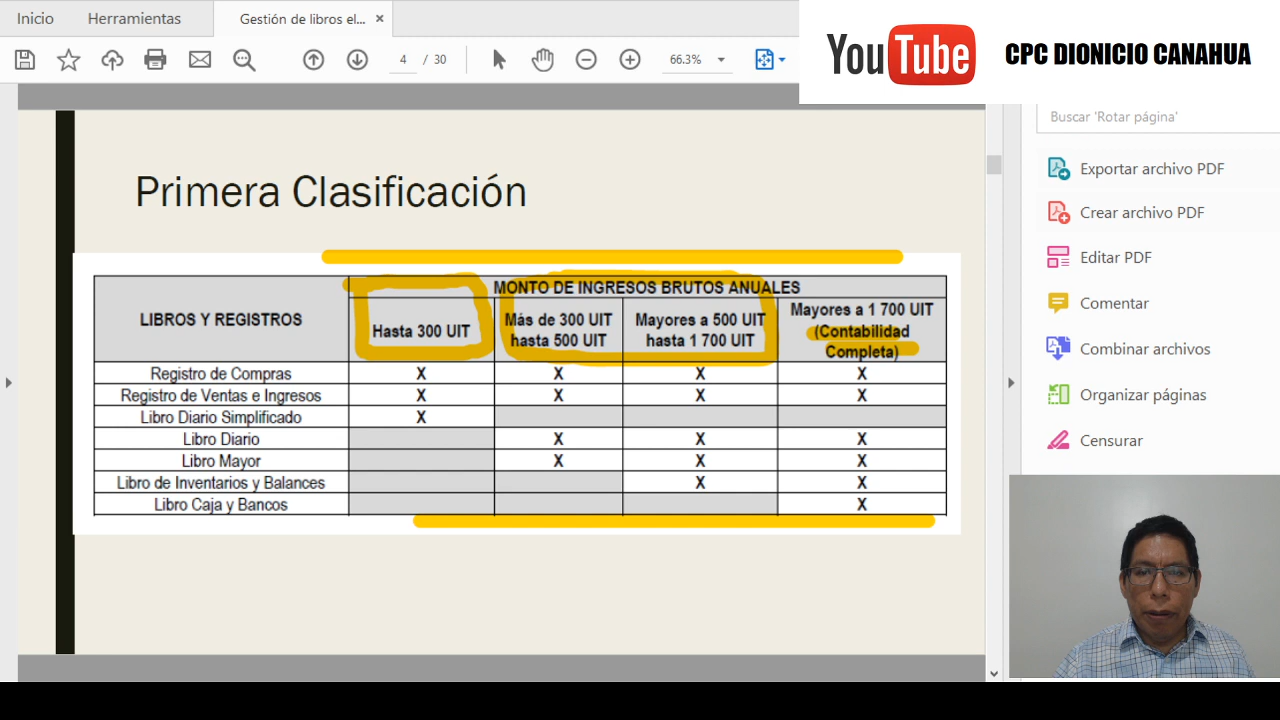 Inicio Herramientas Gestión de libros el... ×
YouTube CPC DIONICIO CANAHUA
4 / 30 66.3%
Buscar 'Rotar página'
Exportar archivo PDF
Crear archivo PDF
Editar PDF
Comentar
Combinar archivos
Organizar páginas
Censurar
Primera Clasificación
LIBROS Y REGISTROS
MONTO DE INGRESOS BRUTOS ANUALES
Hasta 300 UIT
Más de 300 UIT
hasta 500 UIT
Mayores a 500 UIT
hasta 1 700 UIT
Mayores a 1 700 UIT
(Contabilidad
Completa)
Registro de Compras X X X X
Registro de Ventas e Ingresos X X X X
Libro Diario Simplificado X
Libro Diario X X X
Libro Mayor X X X
Libro de Inventarios y Balances X X
Libro Caja y Bancos X